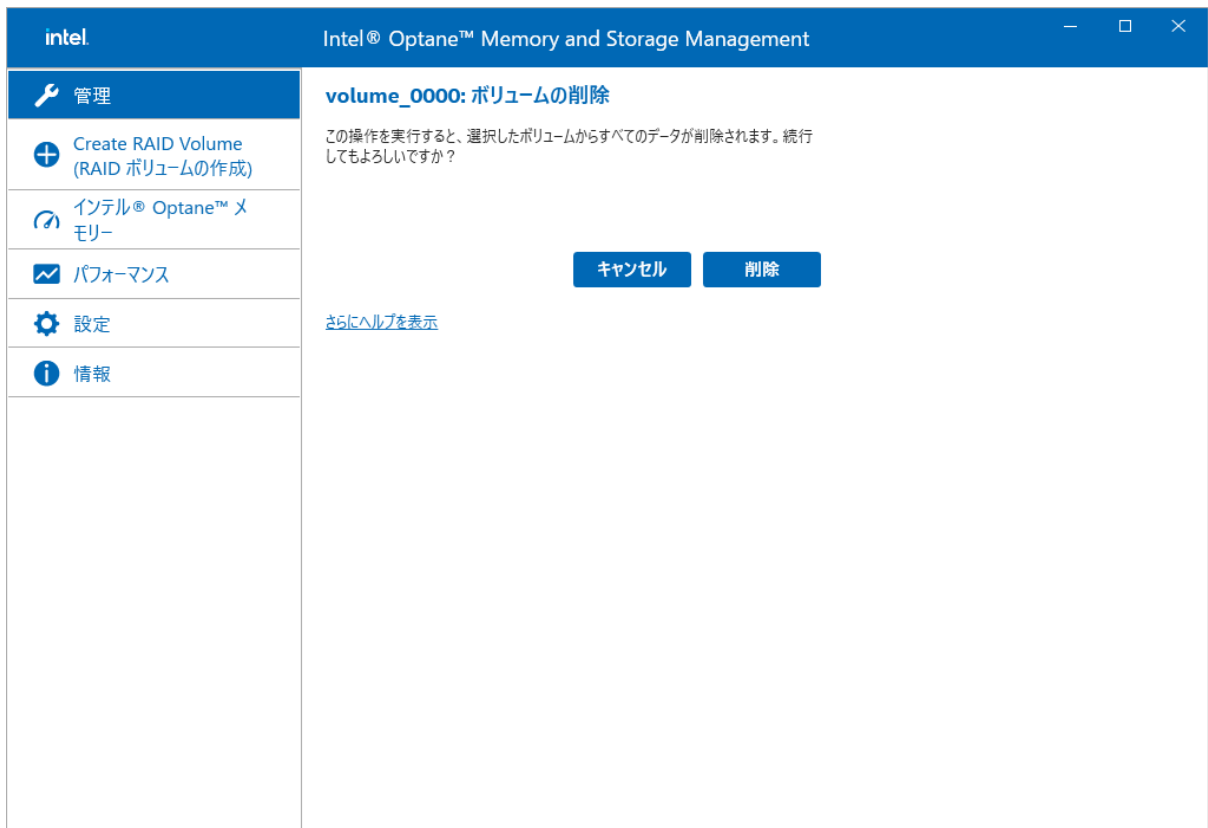 intel.
Intel® Optane™ Memory and Storage Management
管理
Create RAID Volume
(RAID ボリュームの作成)
インテル® Optane™ メ
モリー
パフォーマンス
設定
情報
volume_0000: ボリュームの削除
この操作を実行すると、選択したボリュームからすべてのデータが削除されます。続行
してもよろしいですか？
キャンセル
削除
さらにヘルプを表示